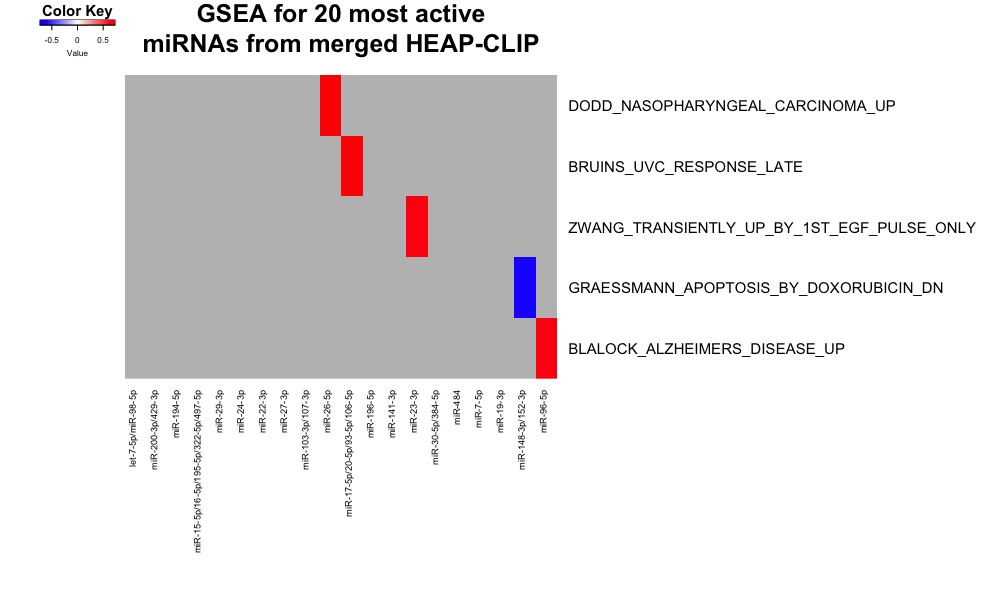 Color Key
-0.5 0 0.5
Value
GSEA for 20 most active
miRNAs from merged HEAP-CLIP
DODD_NASOPHARYNGEAL_CARCINOMA_UP
BRUINS_UVC_RESPONSE_LATE
ZWANG_TRANSIENTLY_UP_BY_1ST_EGF_PULSE_ONLY
GRAESSMANN_APOPTOSIS_BY_DOXORUBICIN_DN
BLALOCK_ALZHEIMERS_DISEASE_UP
let-7-5p/miR-98-5p
miR-200-3p/429-3p
miR-194-5p
miR-15-5p/16-5p/195-5p/322-5p/497-5p
miR-29-3p
miR-24-3p
miR-22-3p
miR-27-3p
miR-103-3p/107-3p
miR-26-5p
miR-17-5p/20-5p/93-5p/106-5p
miR-196-5p
miR-141-3p
miR-23-3p
miR-30-5p/384-5p
miR-484
miR-7-5p
miR-19-3p
miR-148-3p/152-3p
miR-96-5p